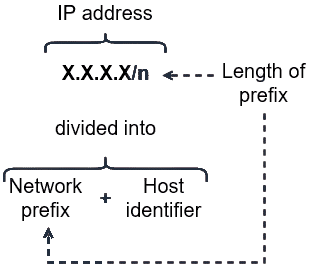 IP address
X.X.X.X/n
Length of
prefix
divided into
Network
prefix
+
Host
identifier